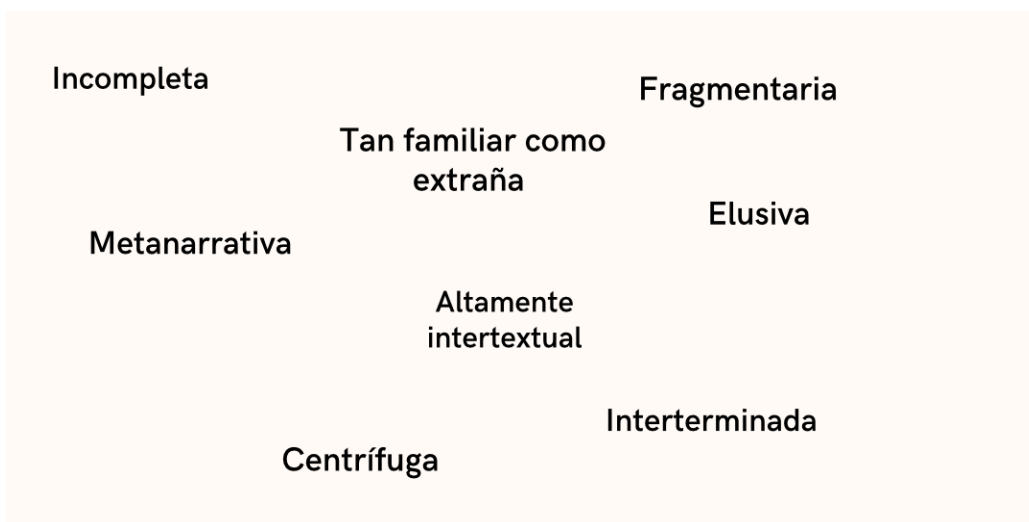 Incompleta
Fragmentaria
Tan familiar como
extraña
Elusiva
Metanarrativa
Altamente
intertextual
Interterminada
Centrífuga